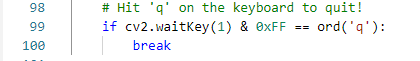 98 # Hit 'q' on the keyboard to quit!
99 if cv2.waitKey(1) & 0xFF == ord('q'):
100 break